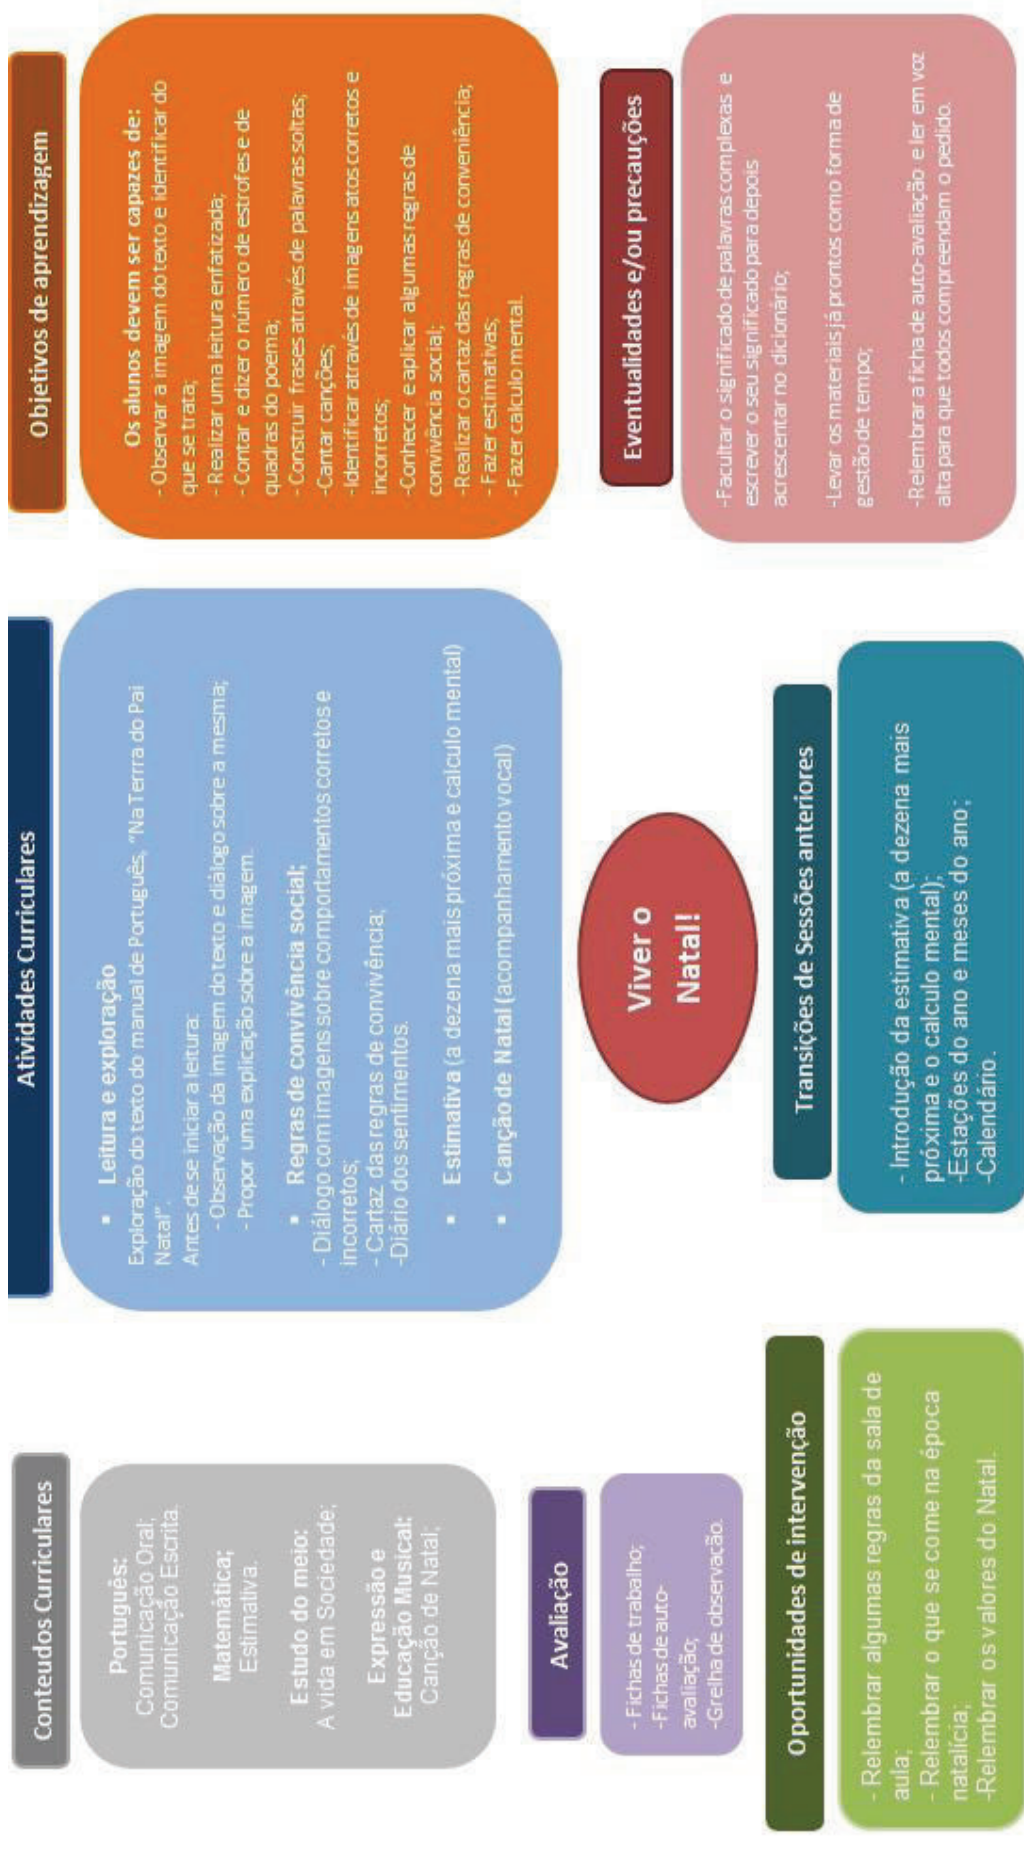 Conteudos Curriculares
Português:
Comunicação Oral;
Comunicação Escrita.
Matemática;
Estimativa.
Estudo do meio:
A vida em Sociedade;
Expressão e
Educação Musical:
Canção de Natal;
Avaliação
- Fichas de trabalho;
-Fichas de auto-
avaliação;
-Grelha de observação.
Oportunidades de intervenção
- Relembrar algumas regras da sala de
aula;
- Relembrar o que se come na época
natalícia;
-Relembrar os valores do Natal.
Atividades Curriculares
▪ Leitura e exploração
Exploração do texto do manual de Português, “Na Terrra do Pai
Natal”.
Antes de se iniciar a leitura:
- Observação da imagem do texto e diálogo sobre a mesma;
- Propor uma explicação sobre a imagem.
▪ Regras de convivência social;
- Diálogo com imagens sobre comportamentos corretos e
incorretos;
- Cartaz das regras de convivência;
-Diário dos sentimentos.
▪ Estimativa (a dezena mais próxima e calculo mental)
▪ Canção de Natal (acompanhamento vocal)
Viver o
Natal!
Transições de Sessões anteriores
- Introdução da estimativa (a dezena mais
próxima e o calculo mental);
-Estações do ano e meses do ano;
-Calendário.
Objetivos de aprendizagem
Os alunos devem ser capazes de:
- Observar a imagem do texto e identificar do
que se trata;
- Realizar uma leitura enfatizada;
- Contar e dizer o número de estrofes e de
quadras do poema;
- Construir frases através de palavras soltas;
-Cantar canções;
-Identificar através de imagens atos corretos e
incorretos;
-Conhecer e aplicar algumas regras de
convivência social;
-Realizar o cartaz das regras de conveniência;
- Fazer estimativas;
-Fazer calculo mental.
Eventualidades e/ou precauções
-Facultar o significado de palavras complexas e
escrever o seu significado para depois
acrescentar no dicionário;
-Levar os materiais já prontos como forma de
gestão de tempo;
-Relembrar a ficha de auto-avaliação e ler em voz
alta para que todos compreendam o pedido.